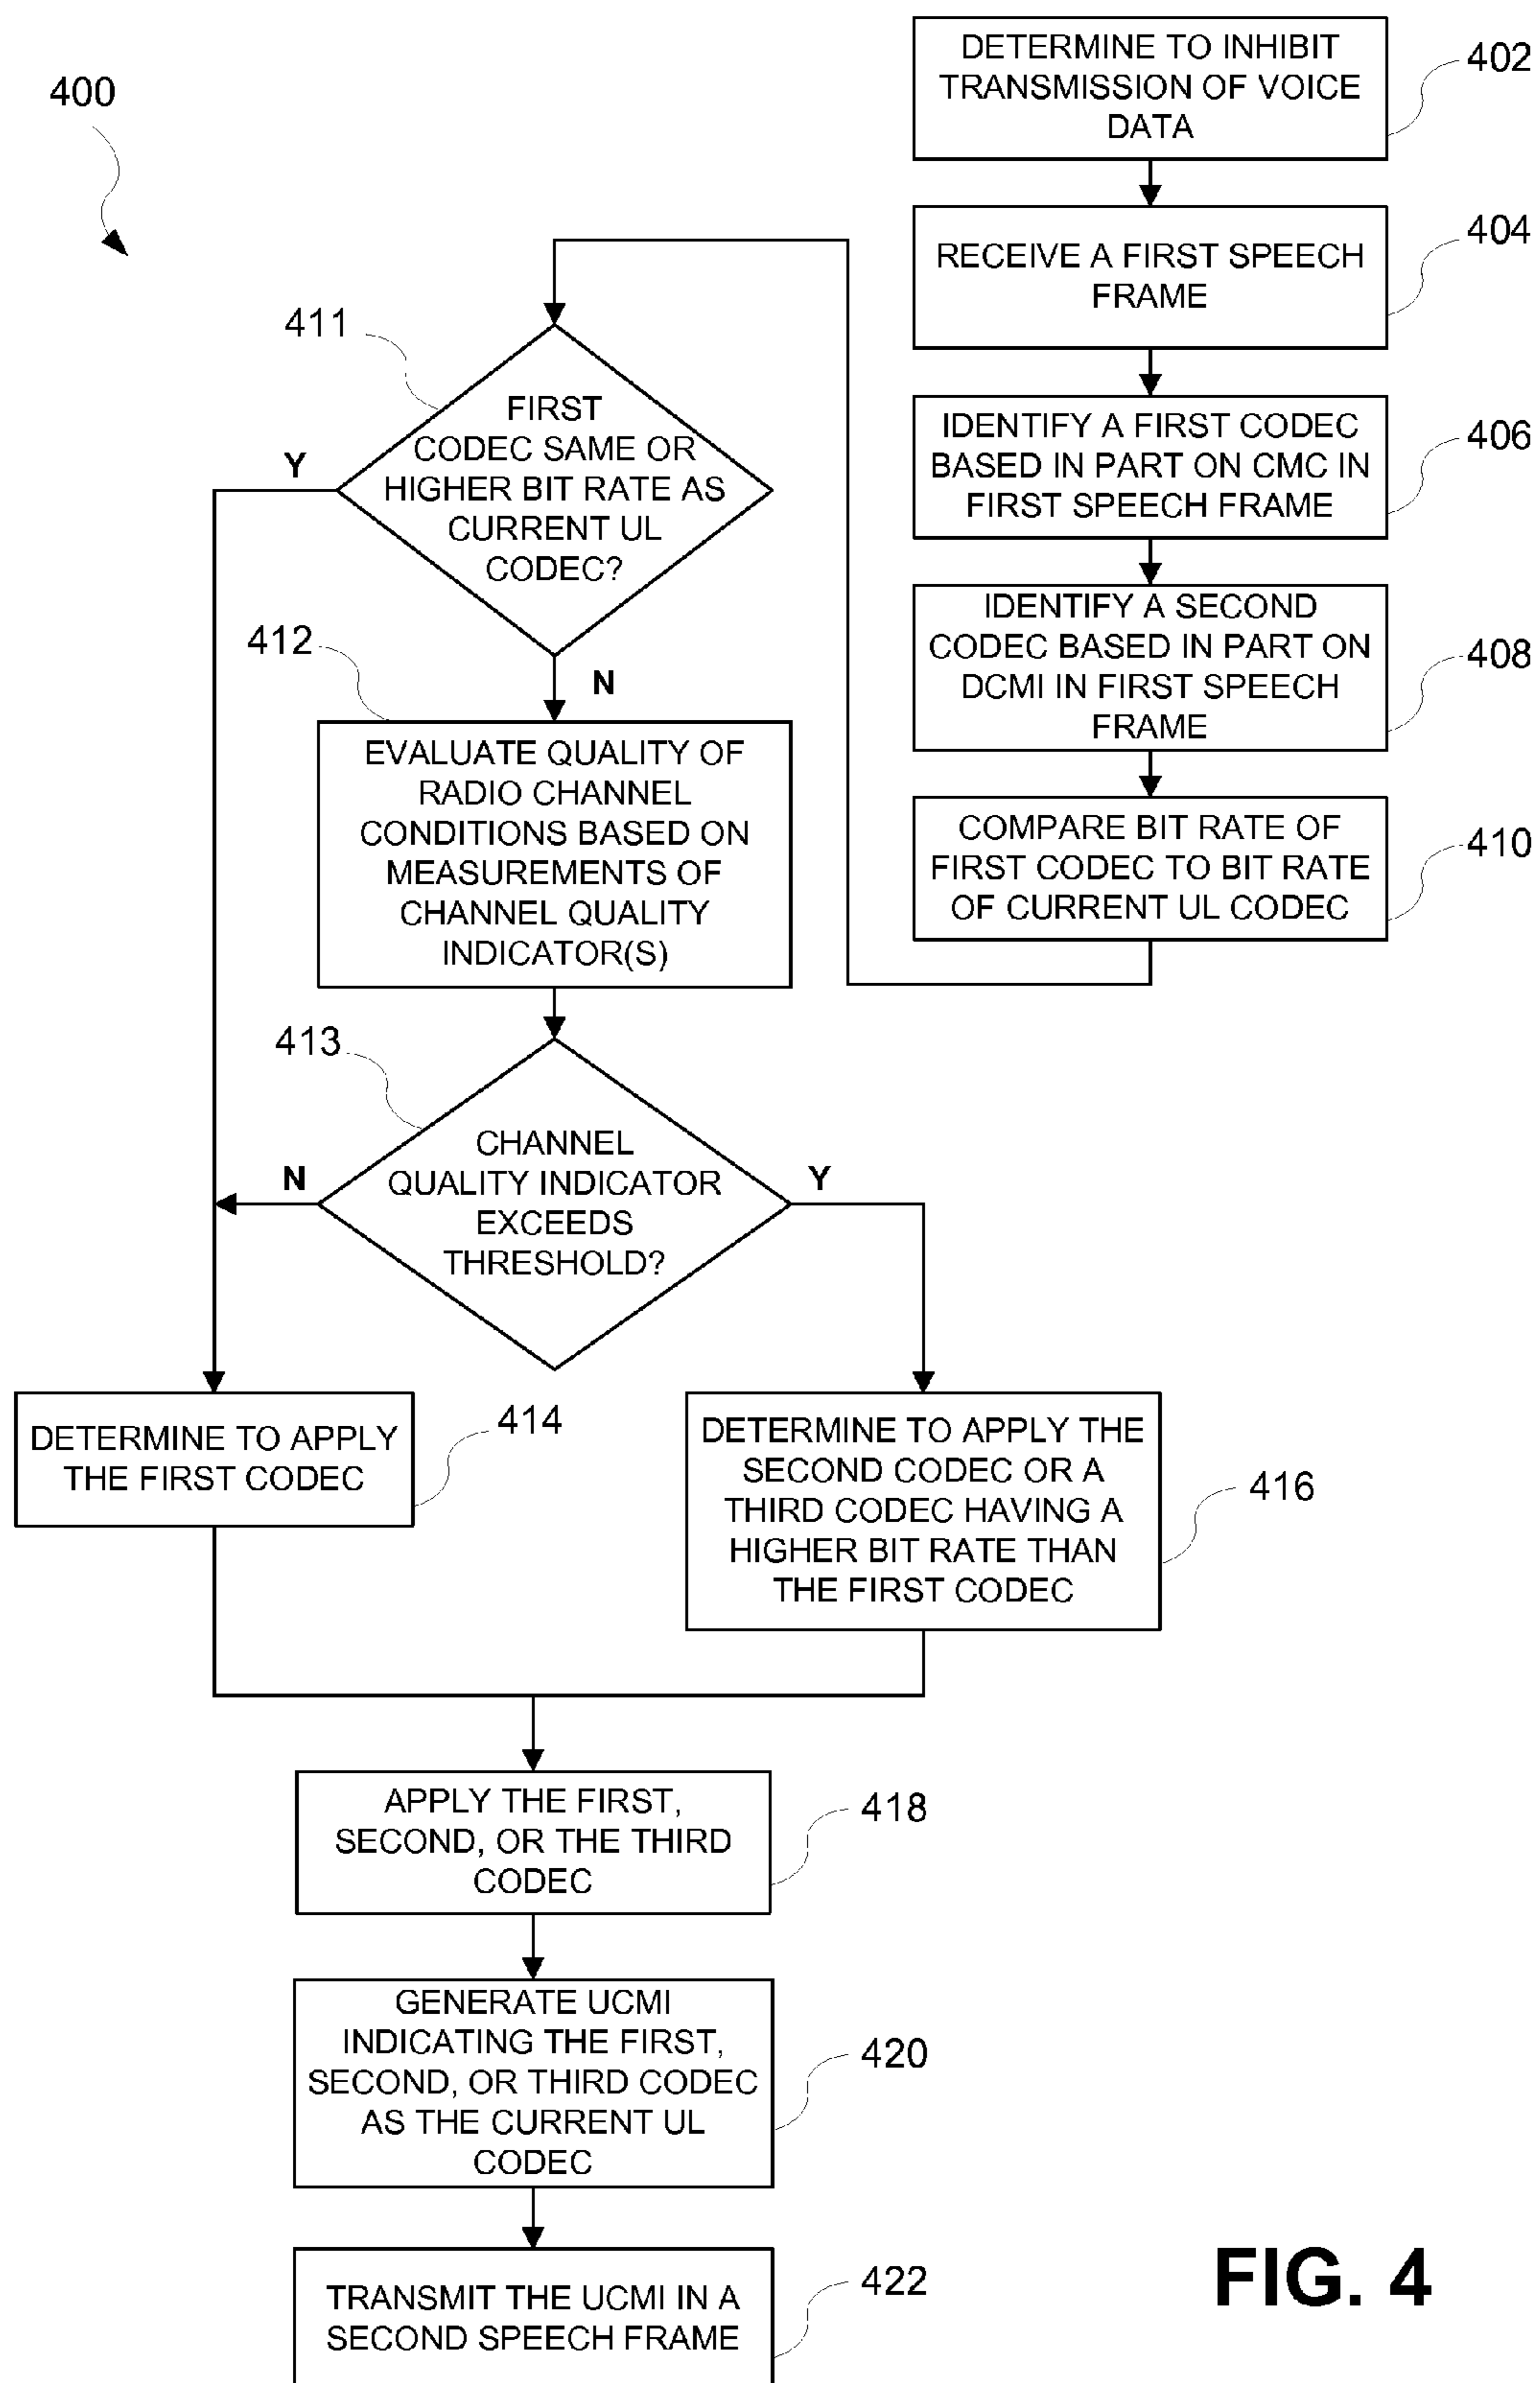 400
DETERMINE TO INHIBIT
TRANSMISSION OF VOICE
DATA
402
RECEIVE A FIRST SPEECH
FRAME
404
IDENTIFY A FIRST CODEC
BASED IN PART ON CMC IN
FIRST SPEECH FRAME
406
IDENTIFY A SECOND
CODEC BASED IN PART ON
DCMI IN FIRST SPEECH
FRAME
408
COMPARE BIT RATE OF
FIRST CODEC TO BIT RATE
OF CURRENT UL CODEC
410
411
FIRST
CODEC SAME OR
HIGHER BIT RATE AS
CURRENT UL
CODEC?
Y
N
412
EVALUATE QUALITY OF
RADIO CHANNEL
CONDITIONS BASED ON
MEASUREMENTS OF
CHANNEL QUALITY
INDICATOR(S)
413
CHANNEL
QUALITY INDICATOR
EXCEEDS
THRESHOLD?
N
Y
DETERMINE TO APPLY
THE FIRST CODEC
414
DETERMINE TO APPLY THE
SECOND CODEC OR A
THIRD CODEC HAVING A
HIGHER BIT RATE THAN
THE FIRST CODEC
416
APPLY THE FIRST,
SECOND, OR THE THIRD
CODEC
418
GENERATE UCMI
INDICATING THE FIRST,
SECOND, OR THIRD CODEC
AS THE CURRENT UL
CODEC
420
TRANSMIT THE UCMI IN A
SECOND SPEECH FRAME
422
FIG. 4